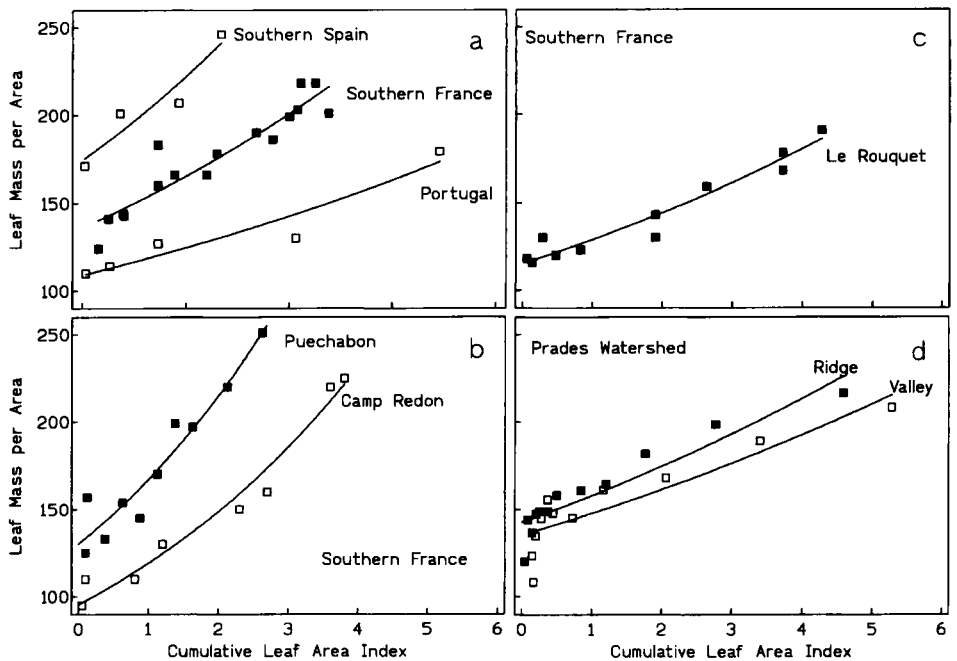 a
Southern Spain
Southern France
Portugal
250
200
150
100
Leaf Mass per Area
c
Southern France
Le Rouquet
b
Puechabon
Camp Redon
Southern France
250
200
150
100
Leaf Mass per Area
0 1 2 3 4 5 6
Cumulative Leaf Area Index
d
Prades Watershed
Ridge
Valley
0 1 2 3 4 5 6
Cumulative Leaf Area Index